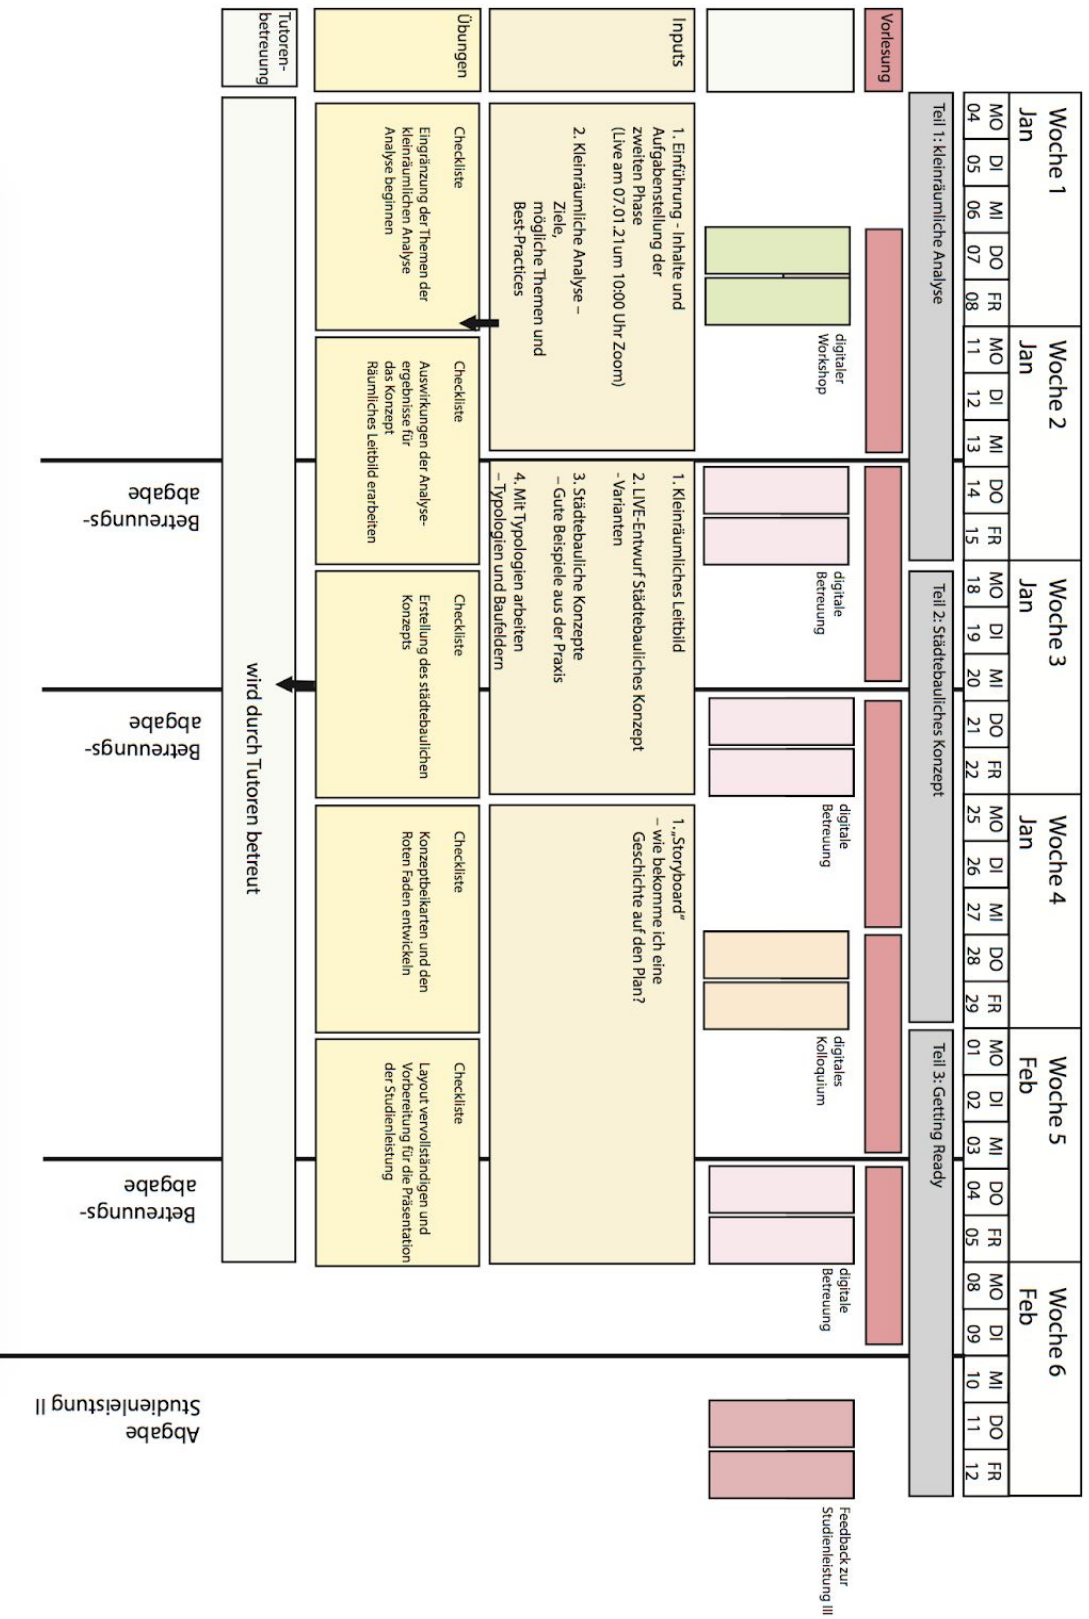 Woche 1
Jan
Woche 2
Jan
Woche 3
Jan
Woche 4
Jan
Woche 5
Feb
Woche 6
Feb
MO DI MI DO FR MO DI MI DO FR MO DI MI DO FR MO DI MI DO FR MO DI MI DO FR MO DI MI DO FR
04 05 06 07 08 11 12 13 14 15 18 19 20 21 22 25 26 27 28 29 01 02 03 04 05 08 09 10 11 12
Teil 1: kleinräumliche Analyse
Teil 2: Städtebauliches Konzept
Teil 3: Getting Ready
Vorlesung
digitaler
Workshop
digitale
Betreuung
digitale
Betreuung
digitales
Kolloquium
digitale
Betreuung
Feedback zur
Studienleistung III
Inputs
1. Einführung - Inhalte und
Aufgabenstellung der
zweiten Phase
(Live am 07.01.21um 10:00 Uhr Zoom)
2. Kleinräumliche Analyse –
Ziele,
mögliche Themen und
Best-Practices
1. Kleinräumliches Leitbild
2. LIVE-Entwurf Städtebauliches Konzept
- Varianten
3. Städtebauliche Konzepte
– Gute Beispiele aus der Praxis
4. Mit Typologien arbeiten
– Typologien und Baufeldern
1. „Storyboard“
– wie bekomme ich eine
Geschichte auf den Plan?
Übungen
Checkliste
Eingränzung der Themen der
kleinräumlichen Analyse
Analyse beginnen
Checkliste
Auswirkungen der Analyse-
ergebnisse für
das Konzept
Räumliches Leitbild erarbeiten
Checkliste
Erstellung des städtebaulichen
Konzepts
Checkliste
Konzeptbeikarten und den
Roten Faden entwickeln
Checkliste
Layout vervollständigen und
Vorbereitung für die Präsentation
der Studienleistung
Tutoren-
betreuung
wird durch Tutoren betreut
Betreuungs-
abgabe
Betreuungs-
abgabe
Betreuungs-
abgabe
Abgabe
Studienleistung II